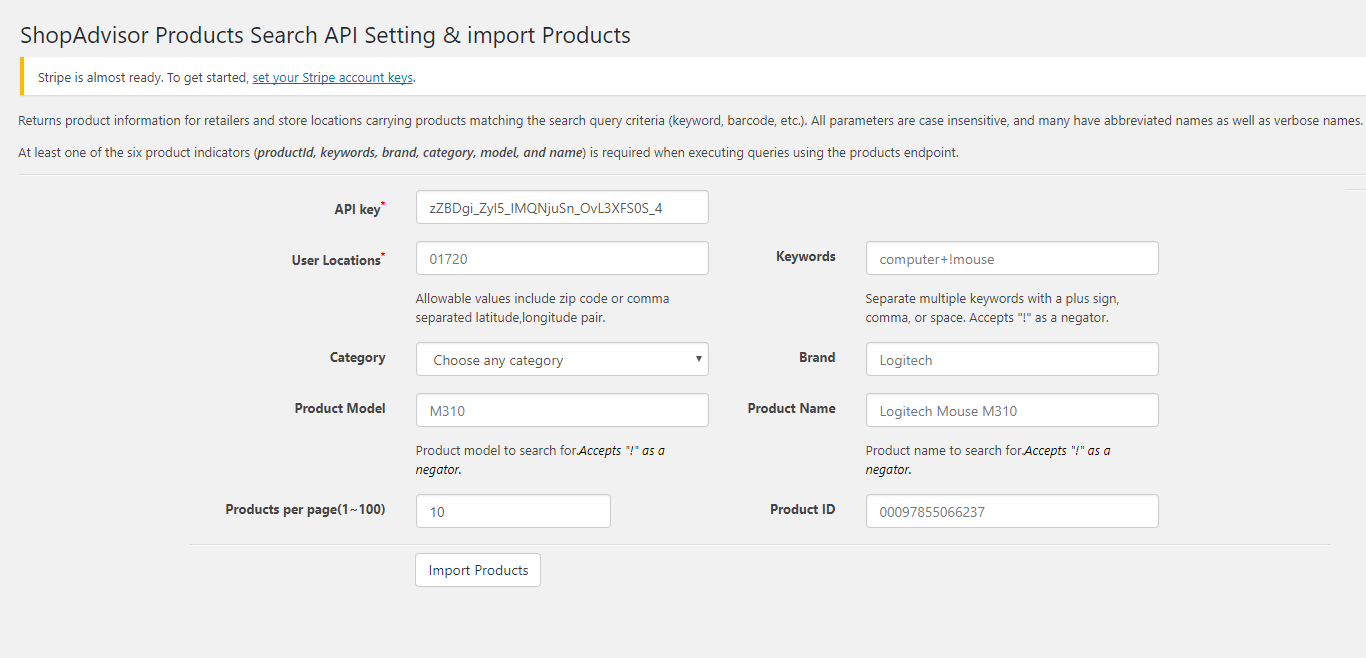 ShopAdvisor Products Search API Setting & import Products
Stripe is almost ready. To get started, set your Stripe account keys.
Returns product information for retailers and store locations carrying products matching the search query criteria (keyword, barcode, etc.). All parameters are case insensitive, and many have abbreviated names as well as verbose names.
At least one of the six product indicators (productId, keywords, brand, category, model, and name) is required when executing queries using the products endpoint.
API key* zZBDgi_Zyl5_IMQNjuSn_OvL3XFS0S_4
User Locations* 01720 Keywords computer+!mouse
Allowable values include zip code or comma Separate multiple keywords with a plus sign,
separated latitude,longitude pair. comma, or space. Accepts "!" as a negator.
Category Choose any category Brand Logitech
Product Model M310 Product Name Logitech Mouse M310
Product model to search for.Accepts "!" as a Product name to search for.Accepts "!" as a
negator. negator.
Products per page(1~100) 10 Product ID 00097855066237
Import Products